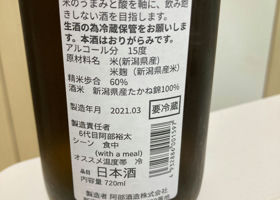 米のうまみと酸を軸に、飲み飽
きしない酒を目指します。
生酒の為冷蔵保管をお願いしま
す。本酒はおりがらみです。
アルコール分　15度
原材料名　米(新潟県産)
米麹（新潟県産米）
精米歩合　60%
酒米　新潟県産たかね錦100%
製造年月　2021.03　要冷蔵
製造責任者
6代目阿部裕太
シーン　食中
(with a meal)
オススメ温度帯　冷
品目　日本酒
内容量　720ml
製造者　阿部酒造株式会社